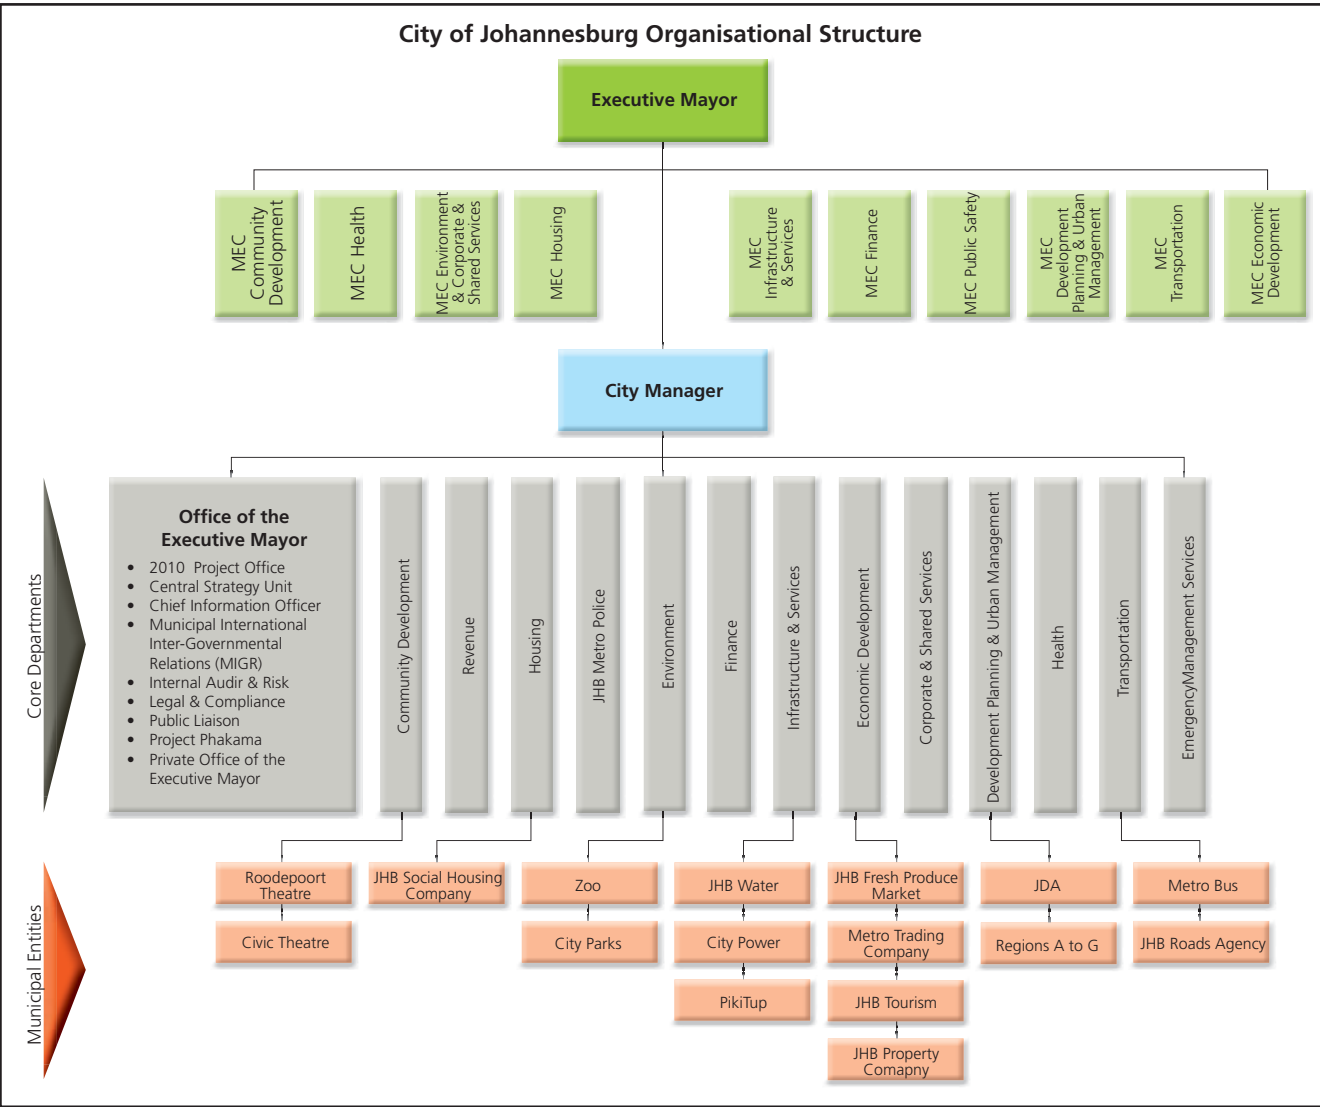 City of Johannesburg Organisational Structure
Executive Mayor
MEC
Community
Development
MEC Health
MEC Environment
& Corporate &
Shared Services
MEC Housing
MEC
Infrastructure
& Services
MEC Finance
MEC Public Safety
MEC
Development
Planning & Urban
Management
MEC
Transportation
MEC Economic
Development
City Manager
Core Departments
Office of the
Executive Mayor
• 2010 Project Office
• Central Strategy Unit
• Chief Information Officer
• Municipal International
Inter-Governmental
Relations (MIGR)
• Internal Audir & Risk
• Legal & Compliance
• Public Liaison
• Project Phakama
• Private Office of the
Executive Mayor
Community Development
Revenue
Housing
JHB Metro Police
Environment
Finance
Infrastructure & Services
Economic Development
Corporate & Shared Services
Development Planning & Urban Management
Health
Transportation
EmergencyManagement Services
Municipal Entities
Roodepoort
Theatre
Civic Theatre
JHB Social Housing
Company
Zoo
City Parks
JHB Water
City Power
PikiTup
JHB Fresh Produce
Market
Metro Trading
Company
JHB Tourism
JHB Property
Comapny
JDA
Regions A to G
Metro Bus
JHB Roads Agency